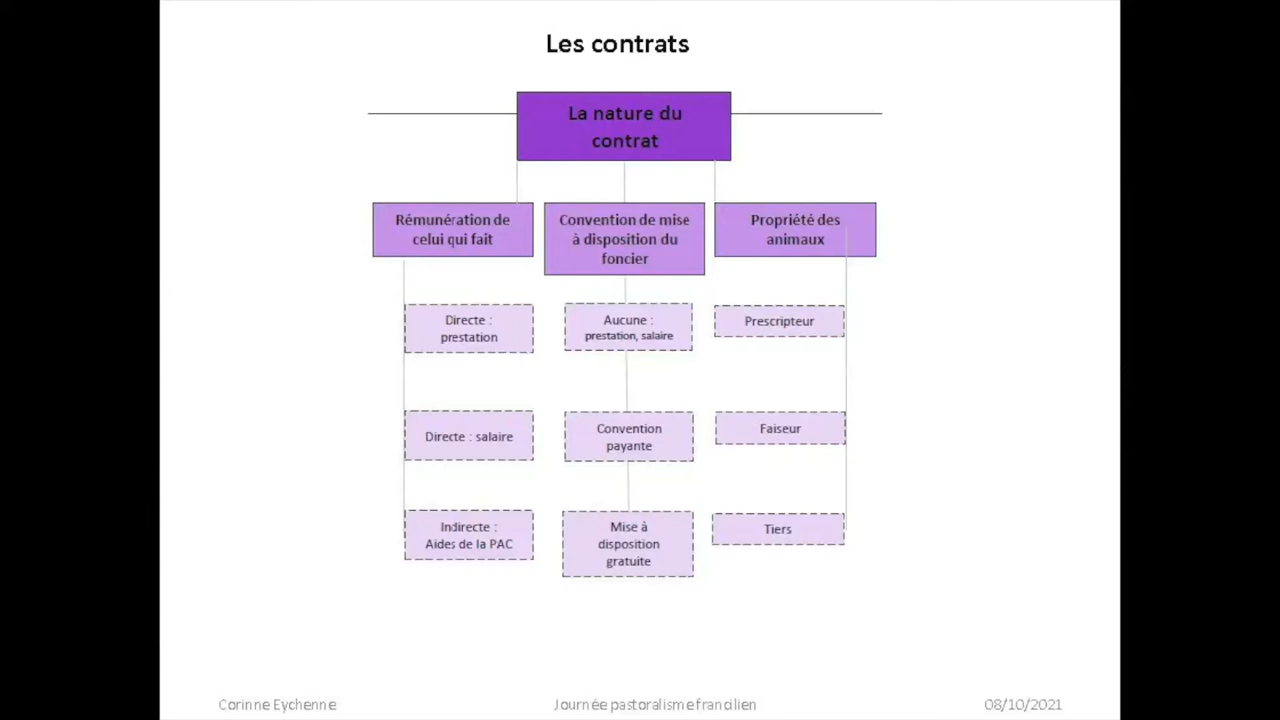 Les contrats
La nature du
contrat
Rémunération de
celui qui fait
Convention de mise
à disposition du
foncier
Propriété des
animaux
Directe :
prestation
Aucune :
prestation, salaire
Prescripteur
Directe : salaire
Convention
payante
Faiseur
Indirecte :
Aides de la PAC
Mise à
disposition
gratuite
Tiers
Corinne Eychenne
Journée pastoralisme francilien
08/10/2021